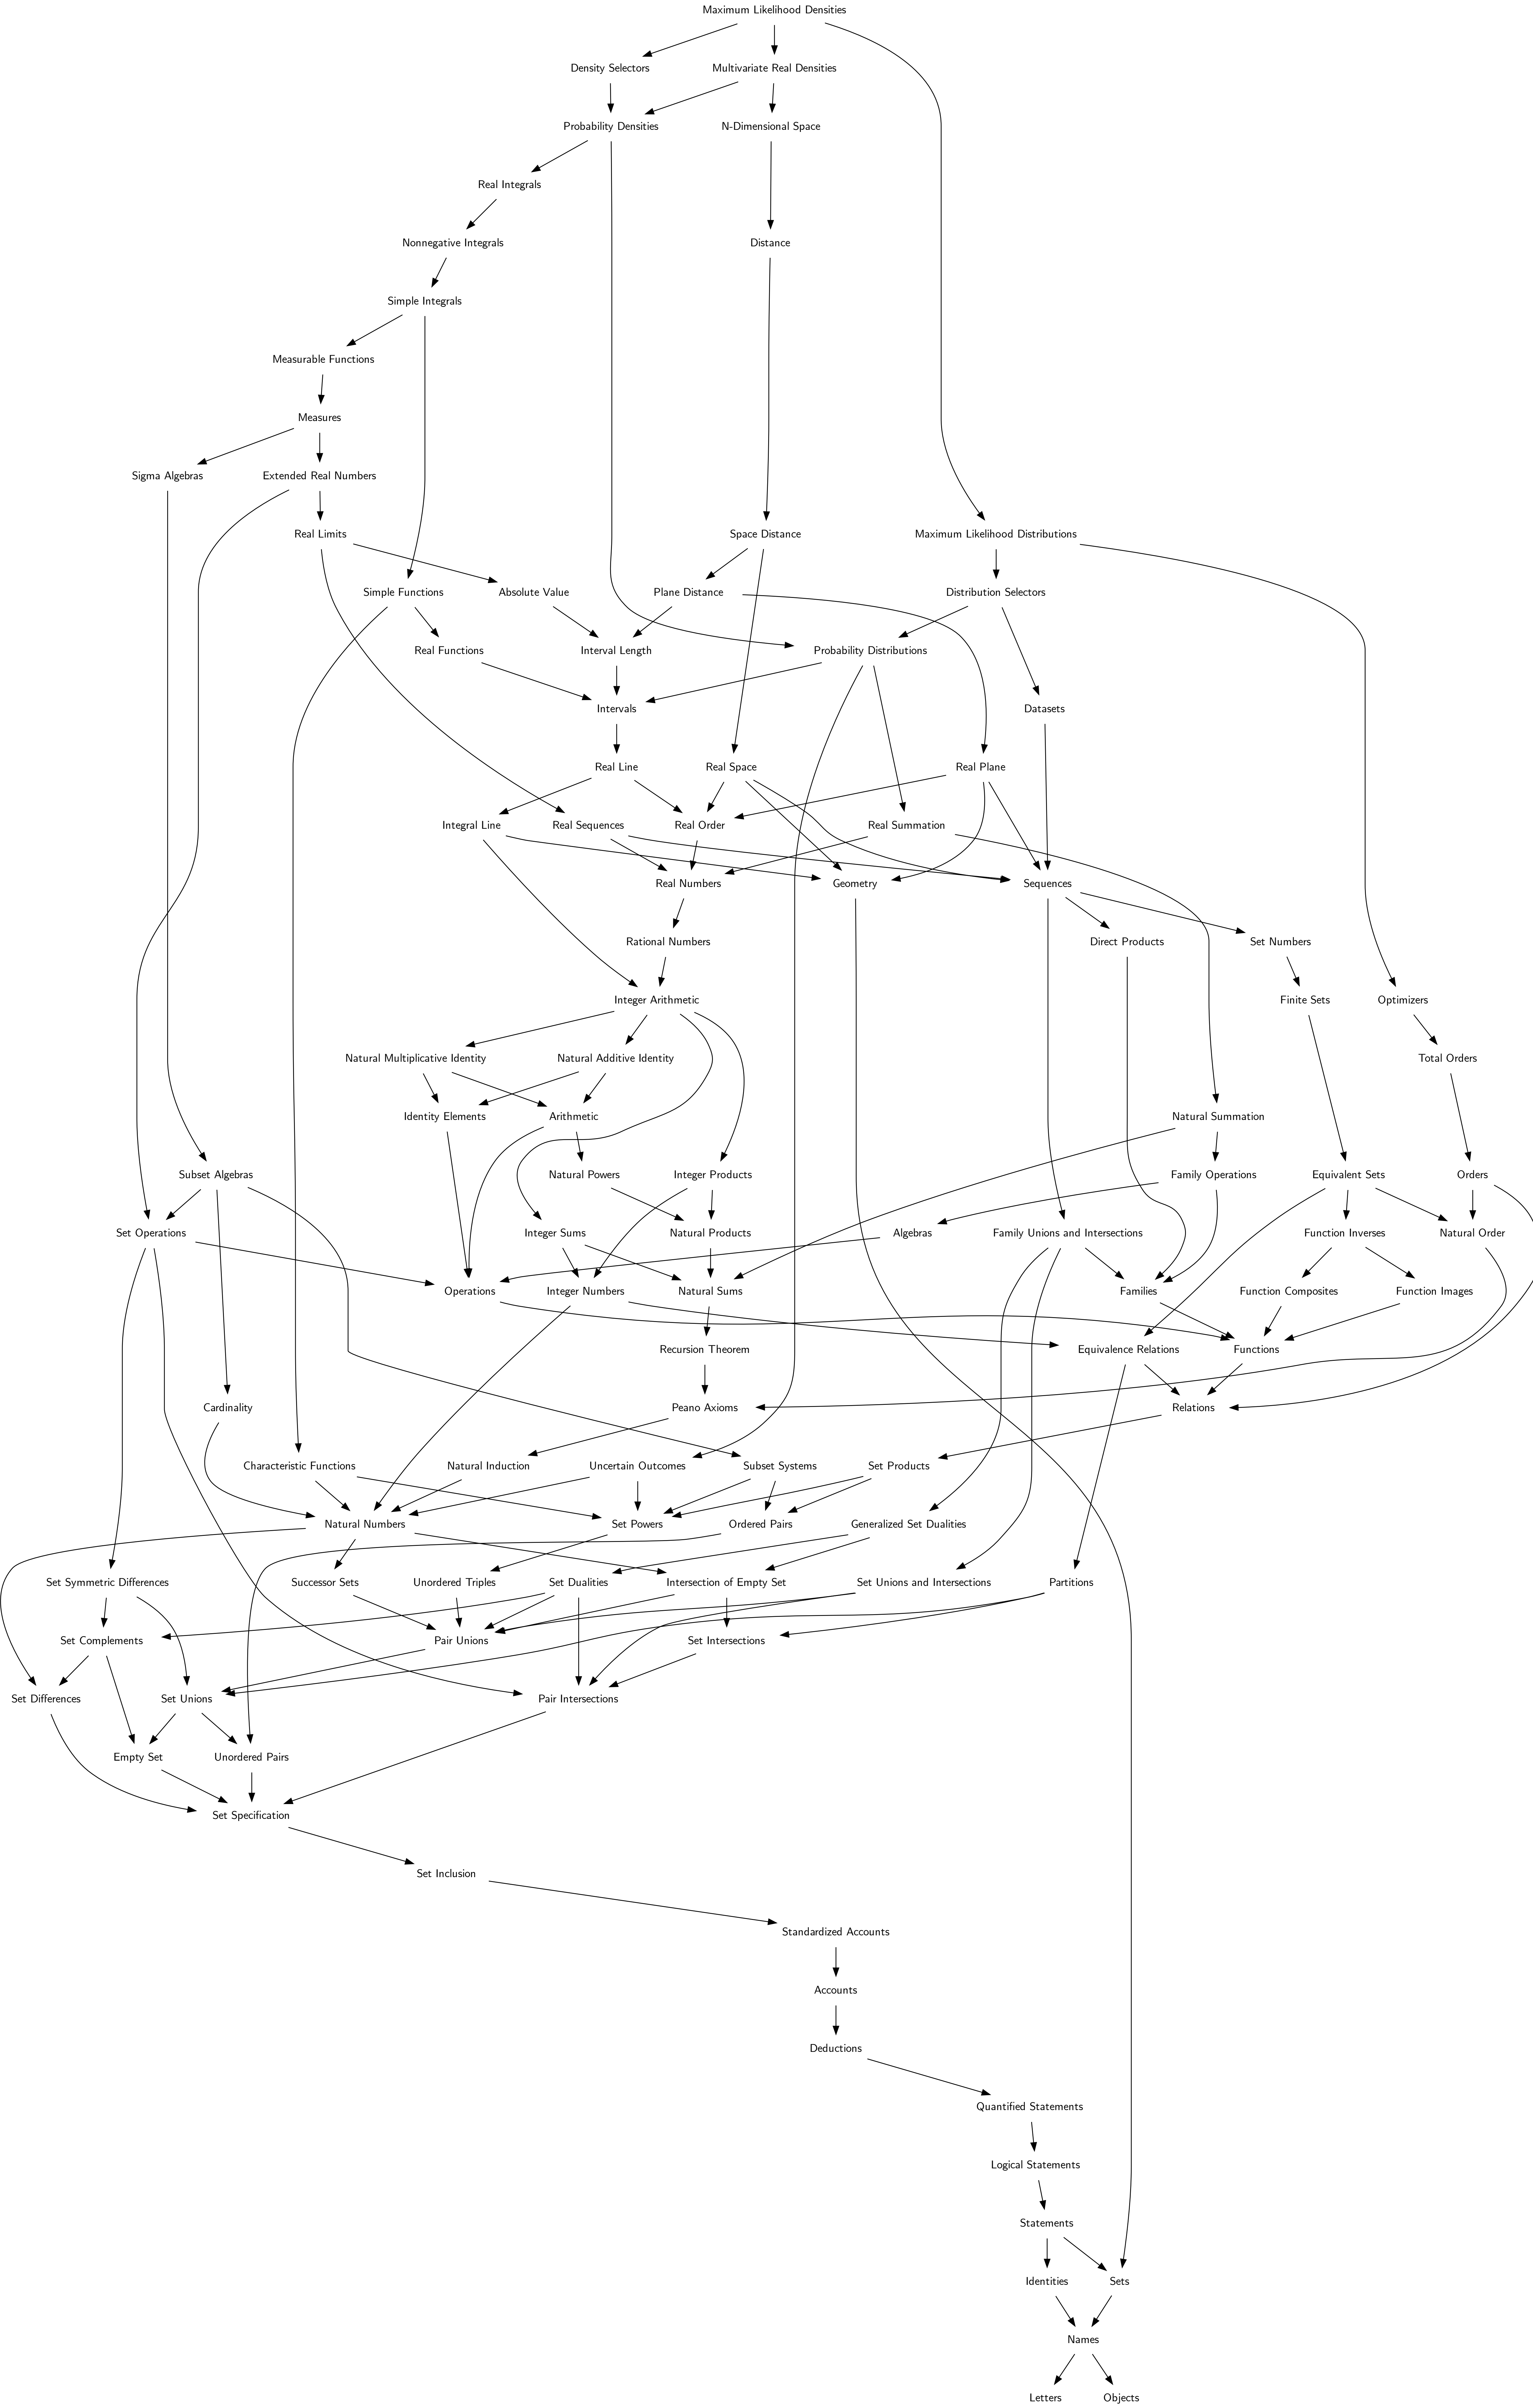 Maximum Likelihood Densities
Density Selectors
Multivariate Real Densities
Probability Densities
N-Dimensional Space
Real Integrals
Nonnegative Integrals
Distance
Simple Integrals
Measurable Functions
Measures
Sigma Algebras
Extended Real Numbers
Real Limits
Space Distance
Maximum Likelihood Distributions
Simple Functions
Absolute Value
Plane Distance
Distribution Selectors
Real Functions
Interval Length
Probability Distributions
Intervals
Datasets
Real Line
Real Space
Real Plane
Integral Line
Real Sequences
Real Order
Real Summation
Real Numbers
Geometry
Sequences
Rational Numbers
Direct Products
Set Numbers
Integer Arithmetic
Finite Sets
Optimizers
Natural Multiplicative Identity
Natural Additive Identity
Total Orders
Identity Elements
Arithmetic
Natural Summation
Subset Algebras
Natural Powers
Integer Products
Family Operations
Equivalent Sets
Orders
Set Operations
Integer Sums
Natural Products
Algebras
Family Unions and Intersections
Function Inverses
Natural Order
Operations
Integer Numbers
Natural Sums
Families
Function Composites
Function Images
Recursion Theorem
Equivalence Relations
Functions
Cardinality
Peano Axioms
Relations
Characteristic Functions
Natural Induction
Uncertain Outcomes
Subset Systems
Set Products
Natural Numbers
Set Powers
Ordered Pairs
Generalized Set Dualities
Set Symmetric Differences
Successor Sets
Unordered Triples
Set Dualities
Intersection of Empty Set
Set Unions and Intersections
Partitions
Set Complements
Pair Unions
Set Intersections
Set Differences
Set Unions
Pair Intersections
Empty Set
Unordered Pairs
Set Specification
Set Inclusion
Standardized Accounts
Accounts
Deductions
Quantified Statements
Logical Statements
Statements
Identities
Sets
Names
Letters
Objects